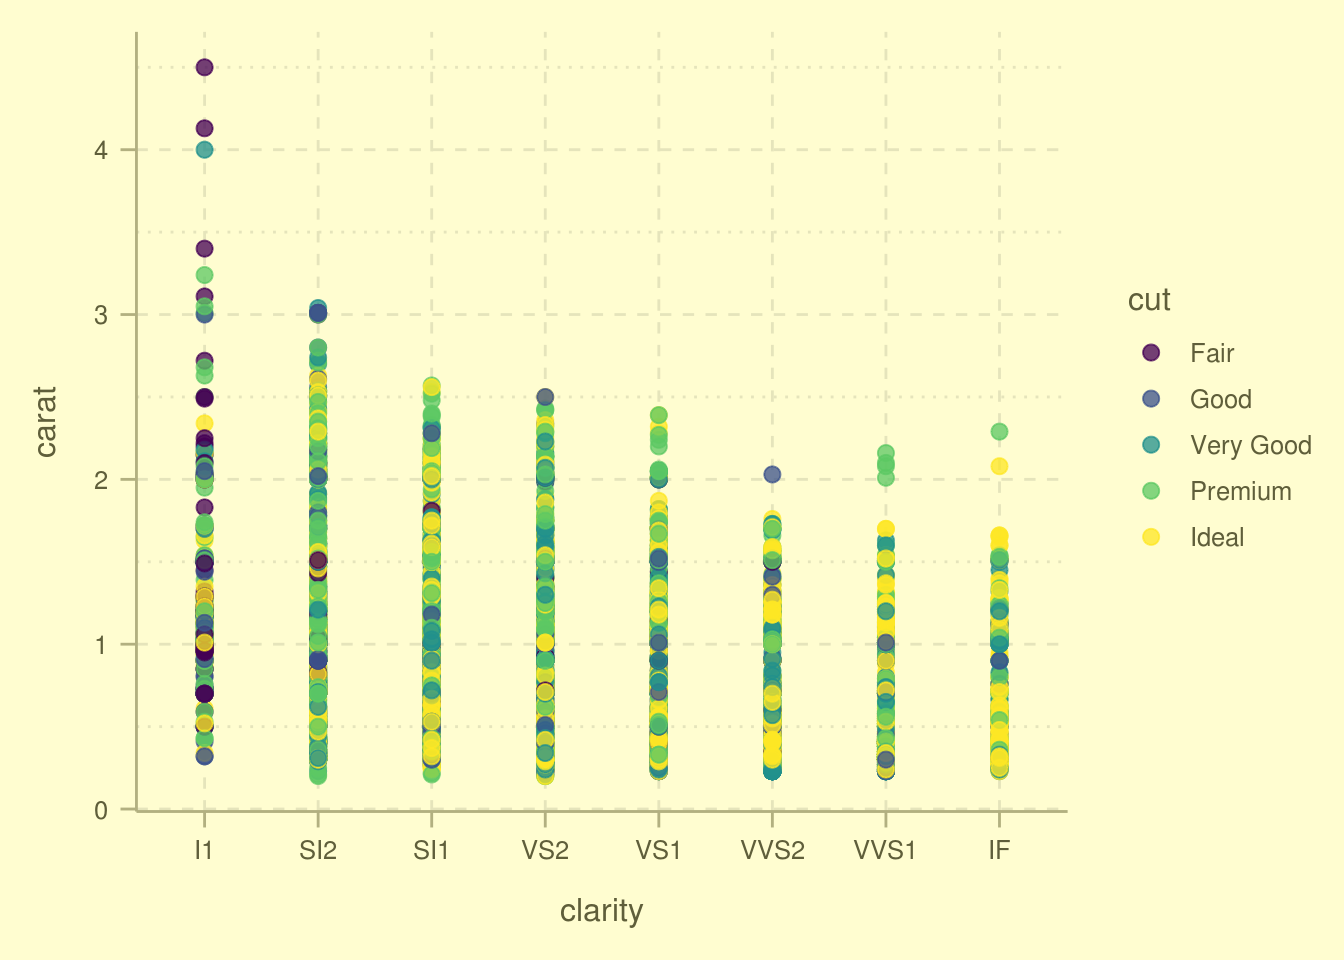 4
3
2
1
0
carat
I1 SI2 SI1 VS2 VS1 VVS2 VVS1 IF
clarity
cut
Fair
Good
Very Good
Premium
Ideal